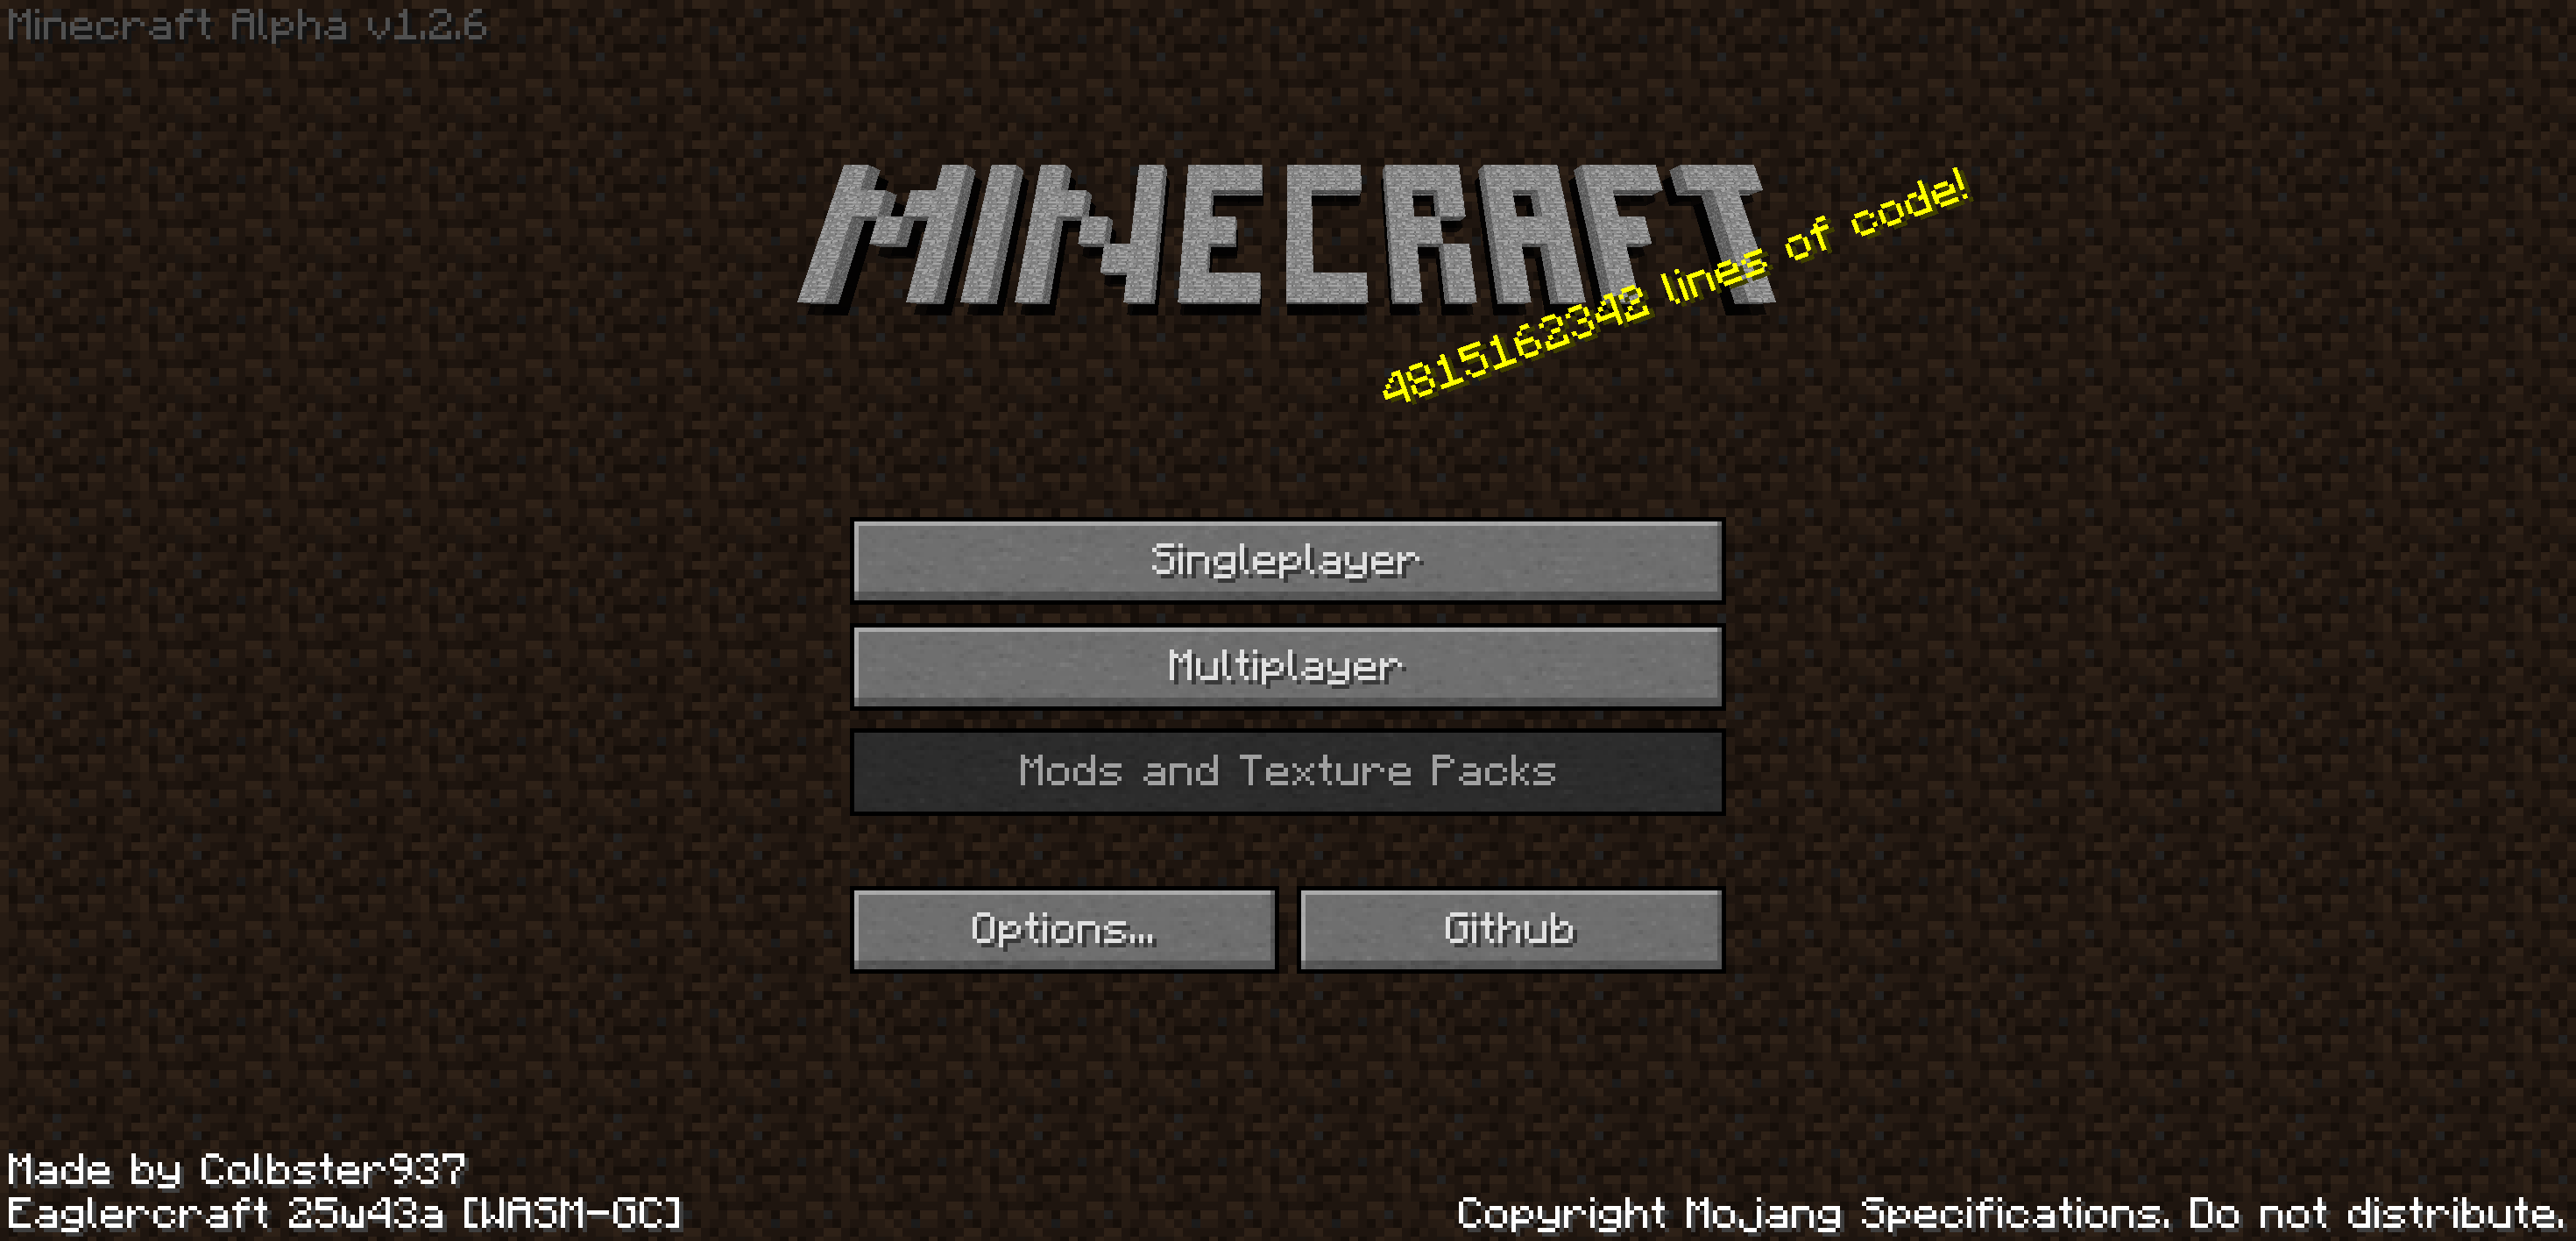 Minecraft Alpha v1.2.6
MINECRAFT
4815162342 lines of code!
Singleplayer
Multiplayer
Mods and Texture Packs
Options...
Github
Made by Colbster937
Eaglercraft 25w43a [WASM-GC]
Copyright Mojang Specifications. Do not distribute.